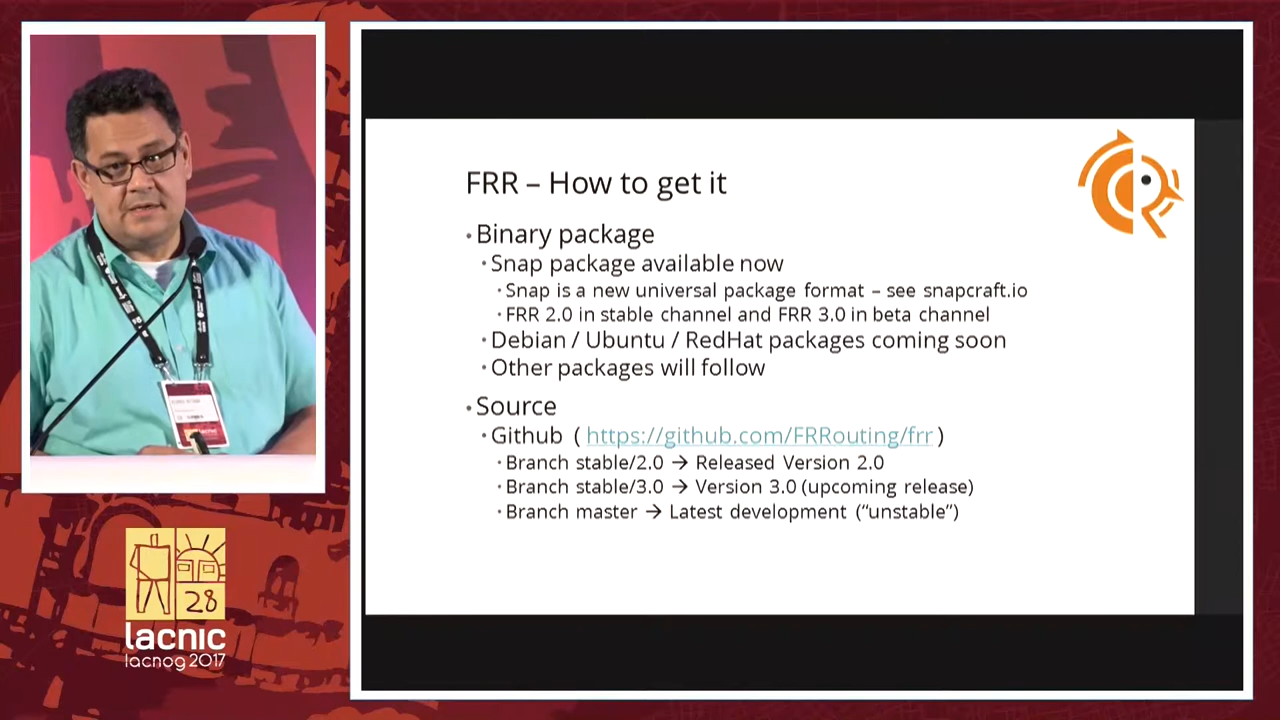 FRR – How to get it
• Binary package
• Snap package available now
• Snap is a new universal package format – see snapcraft.io
• FRR 2.0 in stable channel and FRR 3.0 in beta channel
• Debian / Ubuntu / RedHat packages coming soon
• Other packages will follow
• Source
• Github ( https://github.com/FRRouting/frr )
• Branch stable/2.0 → Released Version 2.0
• Branch stable/3.0 → Version 3.0 (upcoming release)
• Branch master → Latest development (“unstable”)
28
lacnic
lacnog 2017